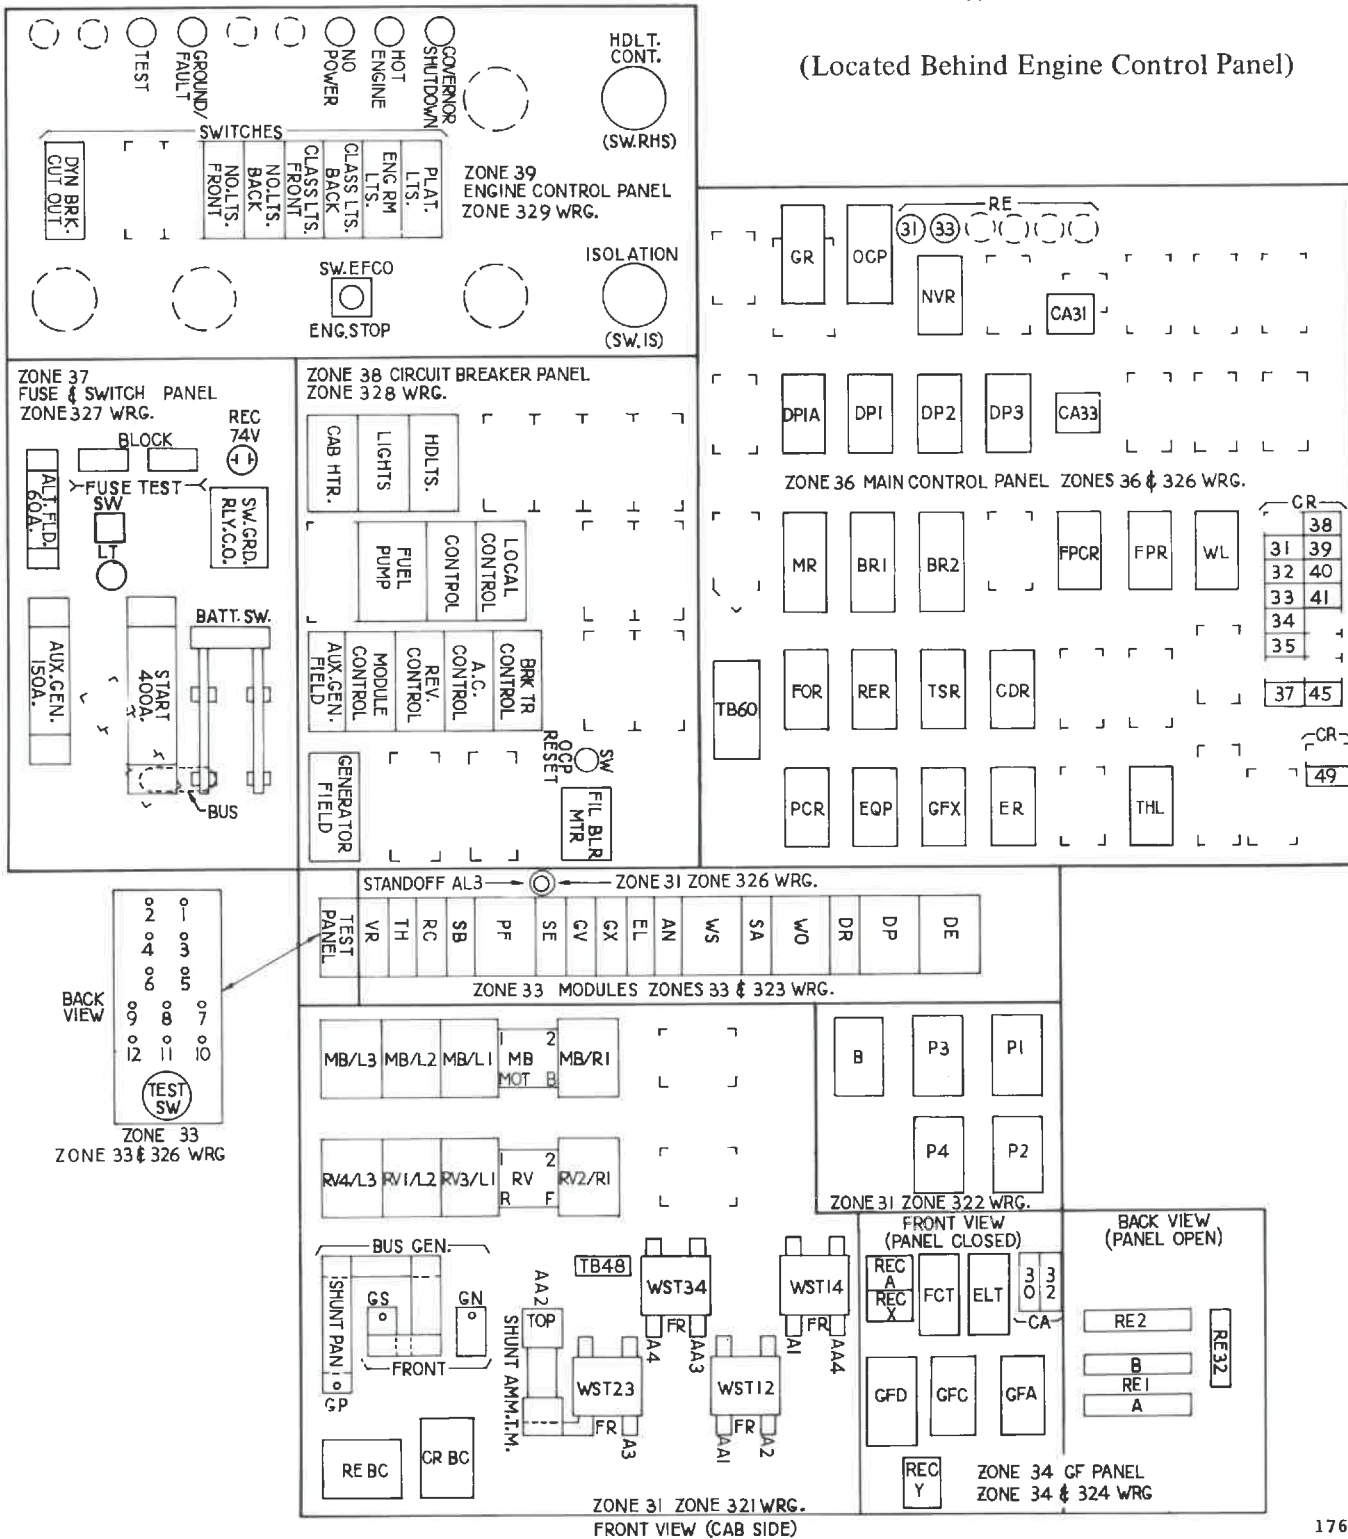 (Located Behind Engine Control Panel)
TEST
GROUND/
FAULT
NO
POWER
HOT
ENGINE
GOVERNOR
SHUTDOWN
HDLT.
CONT.
(SW.RHS)
SWITCHES
DYN BRK.
CUT OUT
NO.LTS.
FRONT
NO.LTS.
BACK
CLASS LTS.
FRONT
CLASS LTS.
BACK
ENG RM
LTS.
PLAT.
LTS.
ZONE 39
ENGINE CONTROL PANEL
ZONE 329 WRG.
SW.EFCO
ENG.STOP
ISOLATION
(SW.IS)
ZONE 37
FUSE & SWITCH PANEL
ZONE 327 WRG.
REC
74V
BLOCK
FUSE TEST
SW
LT
ALT. FLD.
60A.
SW.GRD.
RLY.C.O.
BATT. SW.
AUX.GEN.
150A.
START
400A.
BUS
ZONE 38 CIRCUIT BREAKER PANEL
ZONE 328 WRG.
CAB HTR.
LIGHTS
HDLTS.
FUEL
PUMP
CONTROL
LOCAL
CONTROL
AUX.GEN.
FIELD
MODULE
CONTROL
REV.
CONTROL
A.C.
CONTROL
BRK TR
CONTROL
GENERATOR
FIELD
SW
OCP
RESET
FIL BLR
MTR
RE
31 33
GR OCP
NVR CA31
DP1A DP1 DP2 DP3 CA33
ZONE 36 MAIN CONTROL PANEL ZONES 36 & 326 WRG.
CR
38
31 39
32 40
33 41
34
35
37 45
CR
49
MR BR1 BR2 FPCR FPR WL
TB60 FOR RER TSR GDR
PCR EQP GFX ER THL
STANDOFF AL3 ZONE 31 ZONE 326 WRG.
TEST
PANEL
VR TH RC SB PF SE GV GX EL AN WS SA WO DR DP DE
ZONE 33 MODULES ZONES 33 & 323 WRG.
BACK
VIEW
2 1
4 3
6 5
9 8 7
12 11 10
TEST
SW
ZONE 33
ZONE 33 & 326 WRG
MB/L3 MB/L2 MB/L1 1 MB 2 MOT B MB/R1
RV4/L3 RV1/L2 RV3/L1 1 RV 2 R F RV2/R1
B P3 P1
P4 P2
ZONE 31 ZONE 322 WRG.
BUS GEN.
SHUNT PAN
GS GN
FRONT
GP
RE BC
CR BC
AA2
TOP
SHUNT AMM.T.M.
TB48
WST34
A4 FR AA3
WST14
A1 FR AA4
WST23
FR A3
WST12
AA1 FR A2
ZONE 31 ZONE 321 WRG.
FRONT VIEW (CAB SIDE)
FRONT VIEW
(PANEL CLOSED)
REC
A
REC
X
FCT ELT
30 32
CA
GFD GFC GFA
REC
Y
ZONE 34 GF PANEL
ZONE 34 & 324 WRG
BACK VIEW
(PANEL OPEN)
RE2
B
RE1
A
RE32
176